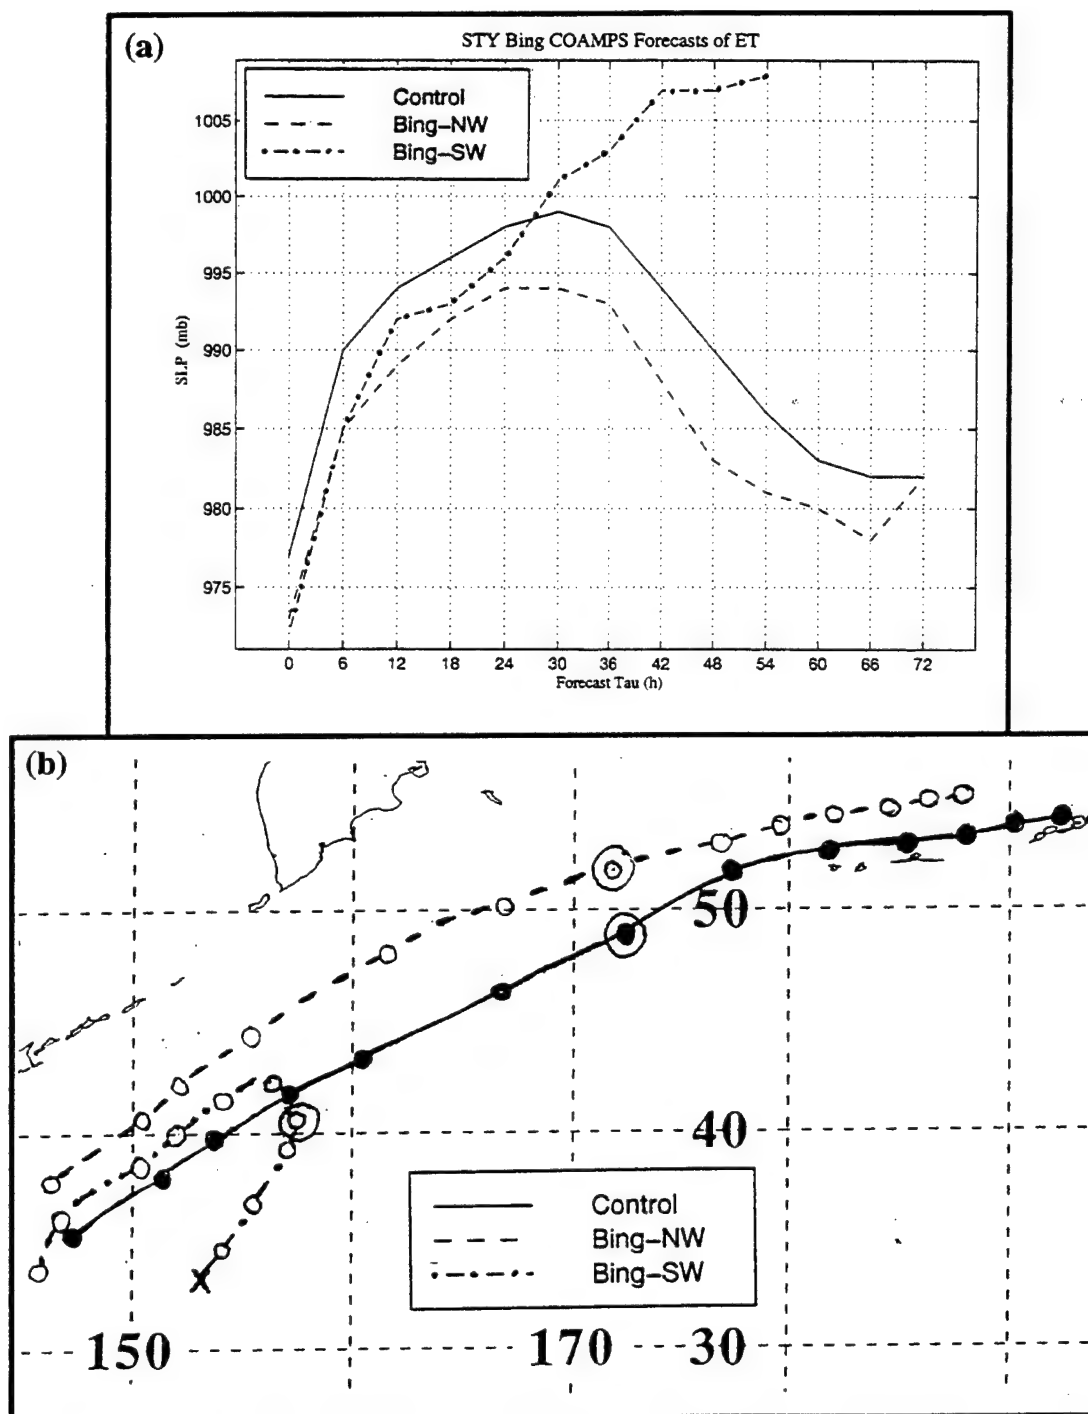 (a)
STY Bing COAMPS Forecasts of ET
Control
Bing-NW
Bing-SW
1005
1000
995
990
985
980
975
SLP (mb)
0 6 12 18 24 30 36 42 48 54 60 66 72
Forecast Tau (h)
(b)
50
40
Control
Bing-NW
Bing-SW
X
150 170 30